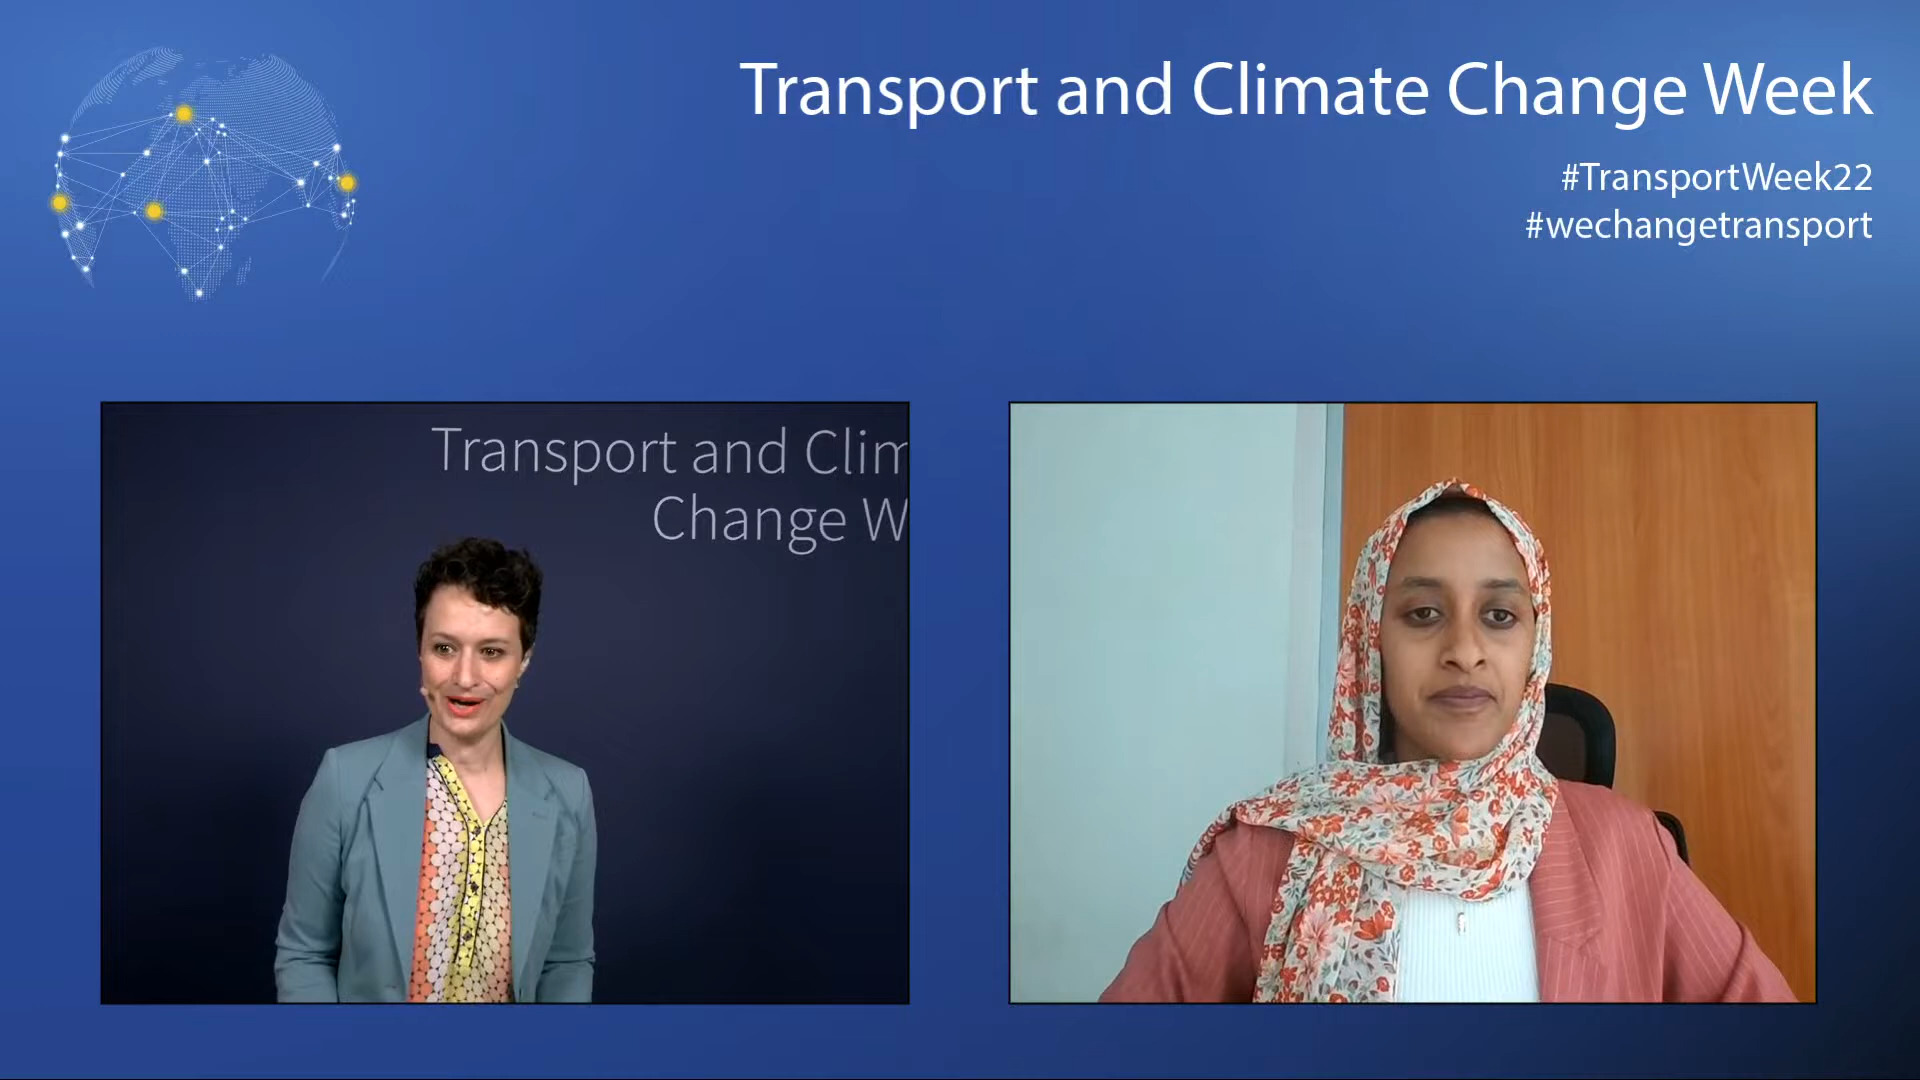 Transport and Climate Change Week
#TransportWeek22
#wechangetransport
Transport and Clim
Change W